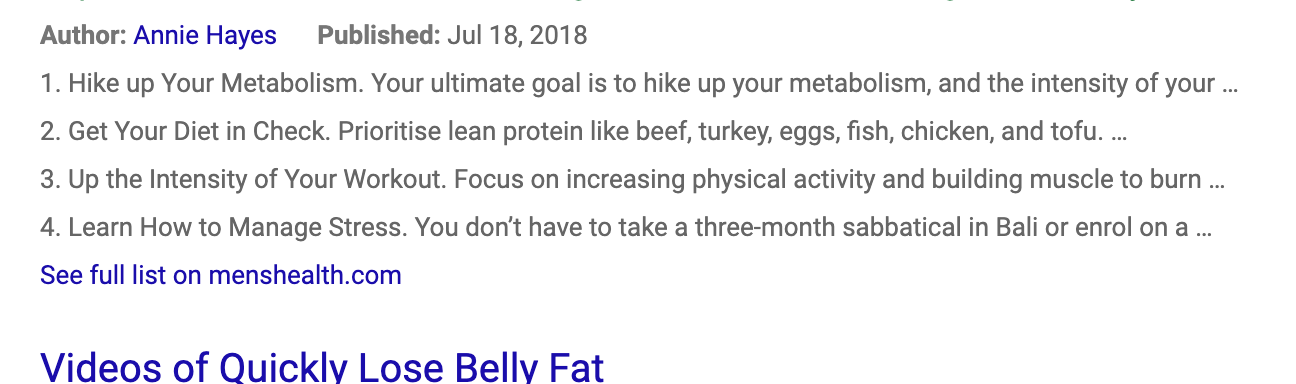 Author: Annie Hayes Published: Jul 18, 2018
1. Hike up Your Metabolism. Your ultimate goal is to hike up your metabolism, and the intensity of your ...
2. Get Your Diet in Check. Prioritise lean protein like beef, turkey, eggs, fish, chicken, and tofu. ...
3. Up the Intensity of Your Workout. Focus on increasing physical activity and building muscle to burn ...
4. Learn How to Manage Stress. You don’t have to take a three-month sabbatical in Bali or enrol on a ...
See full list on menshealth.com
Videos of Quickly Lose Belly Fat